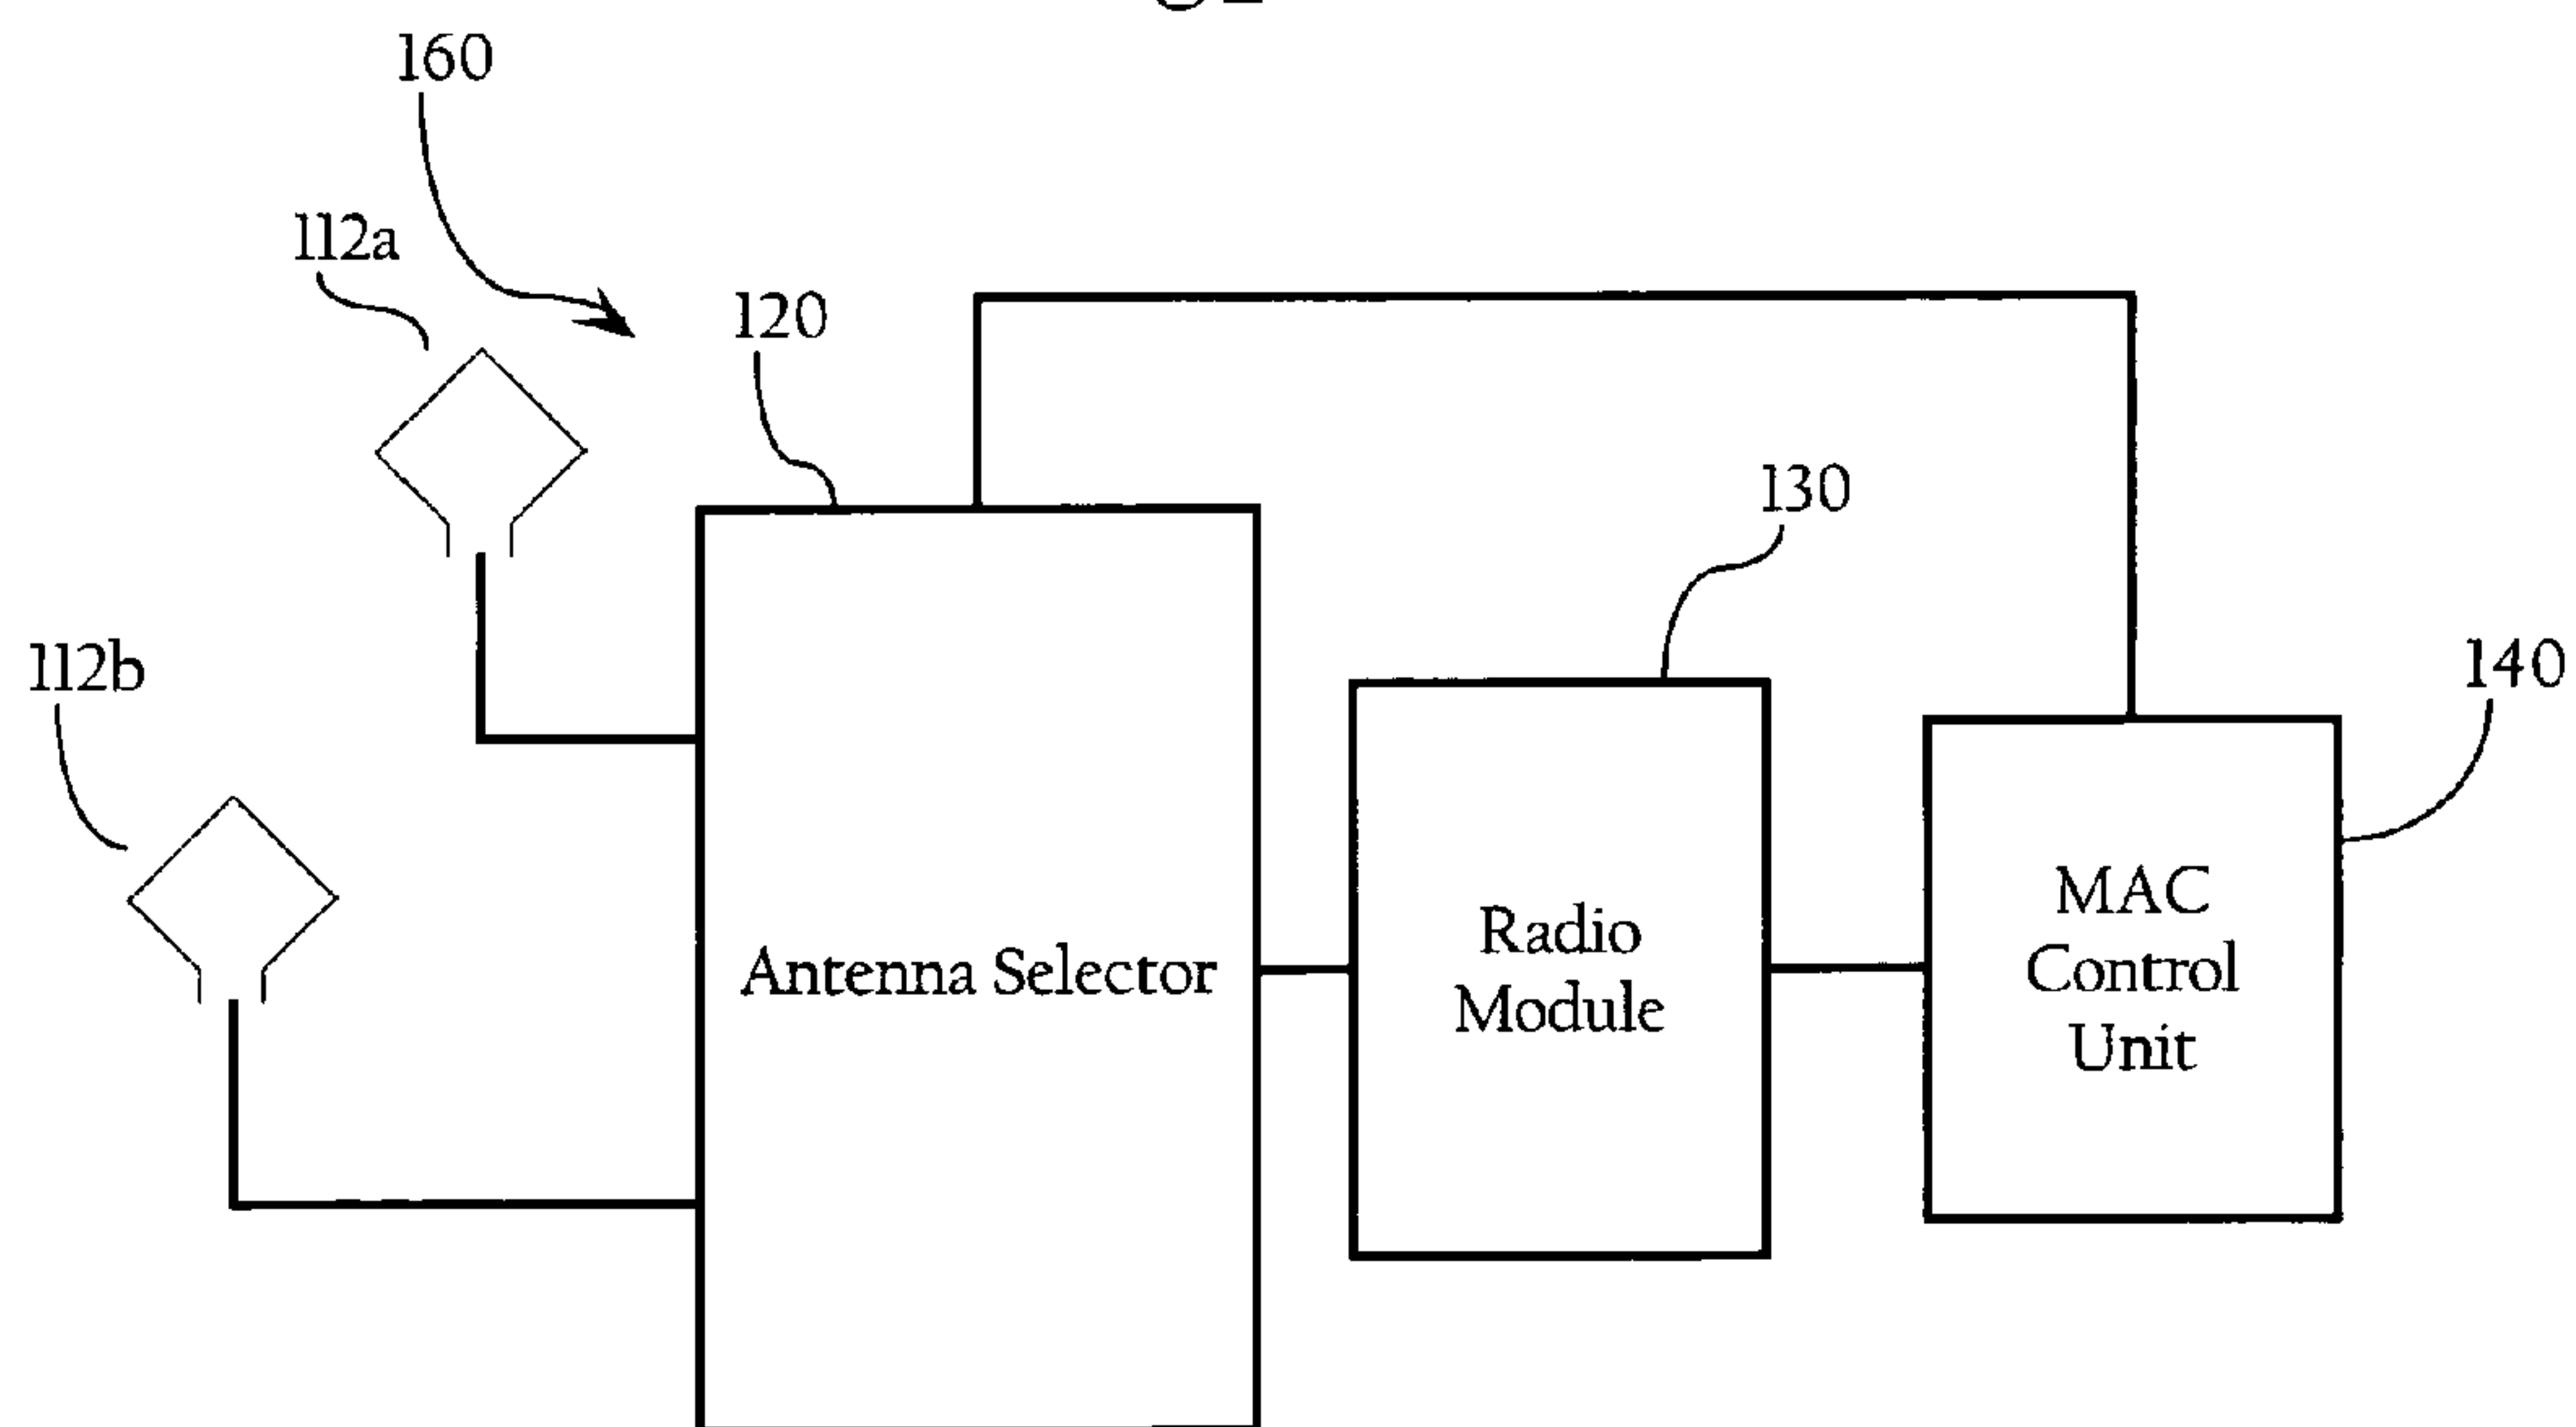 160
112a
120
130
112b
140
Antenna Selector
Radio
Module
MAC
Control
Unit